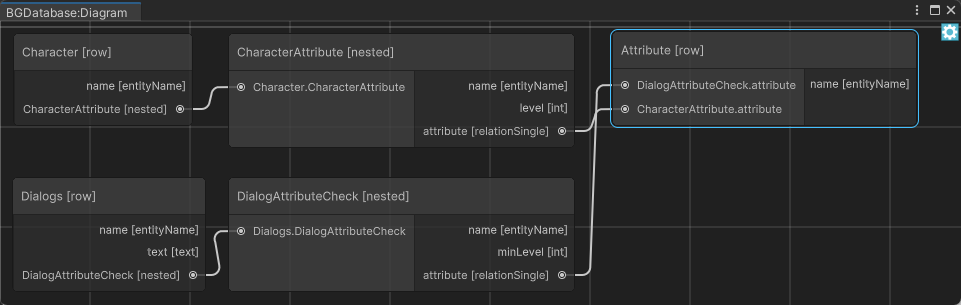 BGDatabase:Diagram
Character [row]
name [entityName]
CharacterAttribute [nested]
CharacterAttribute [nested]
Character.CharacterAttribute
name [entityName]
level [int]
attribute [relationSingle]
Attribute [row]
DialogAttributeCheck.attribute
name [entityName]
CharacterAttribute.attribute
Dialogs [row]
name [entityName]
text [text]
DialogAttributeCheck [nested]
DialogAttributeCheck [nested]
Dialogs.DialogAttributeCheck
name [entityName]
minLevel [int]
attribute [relationSingle]